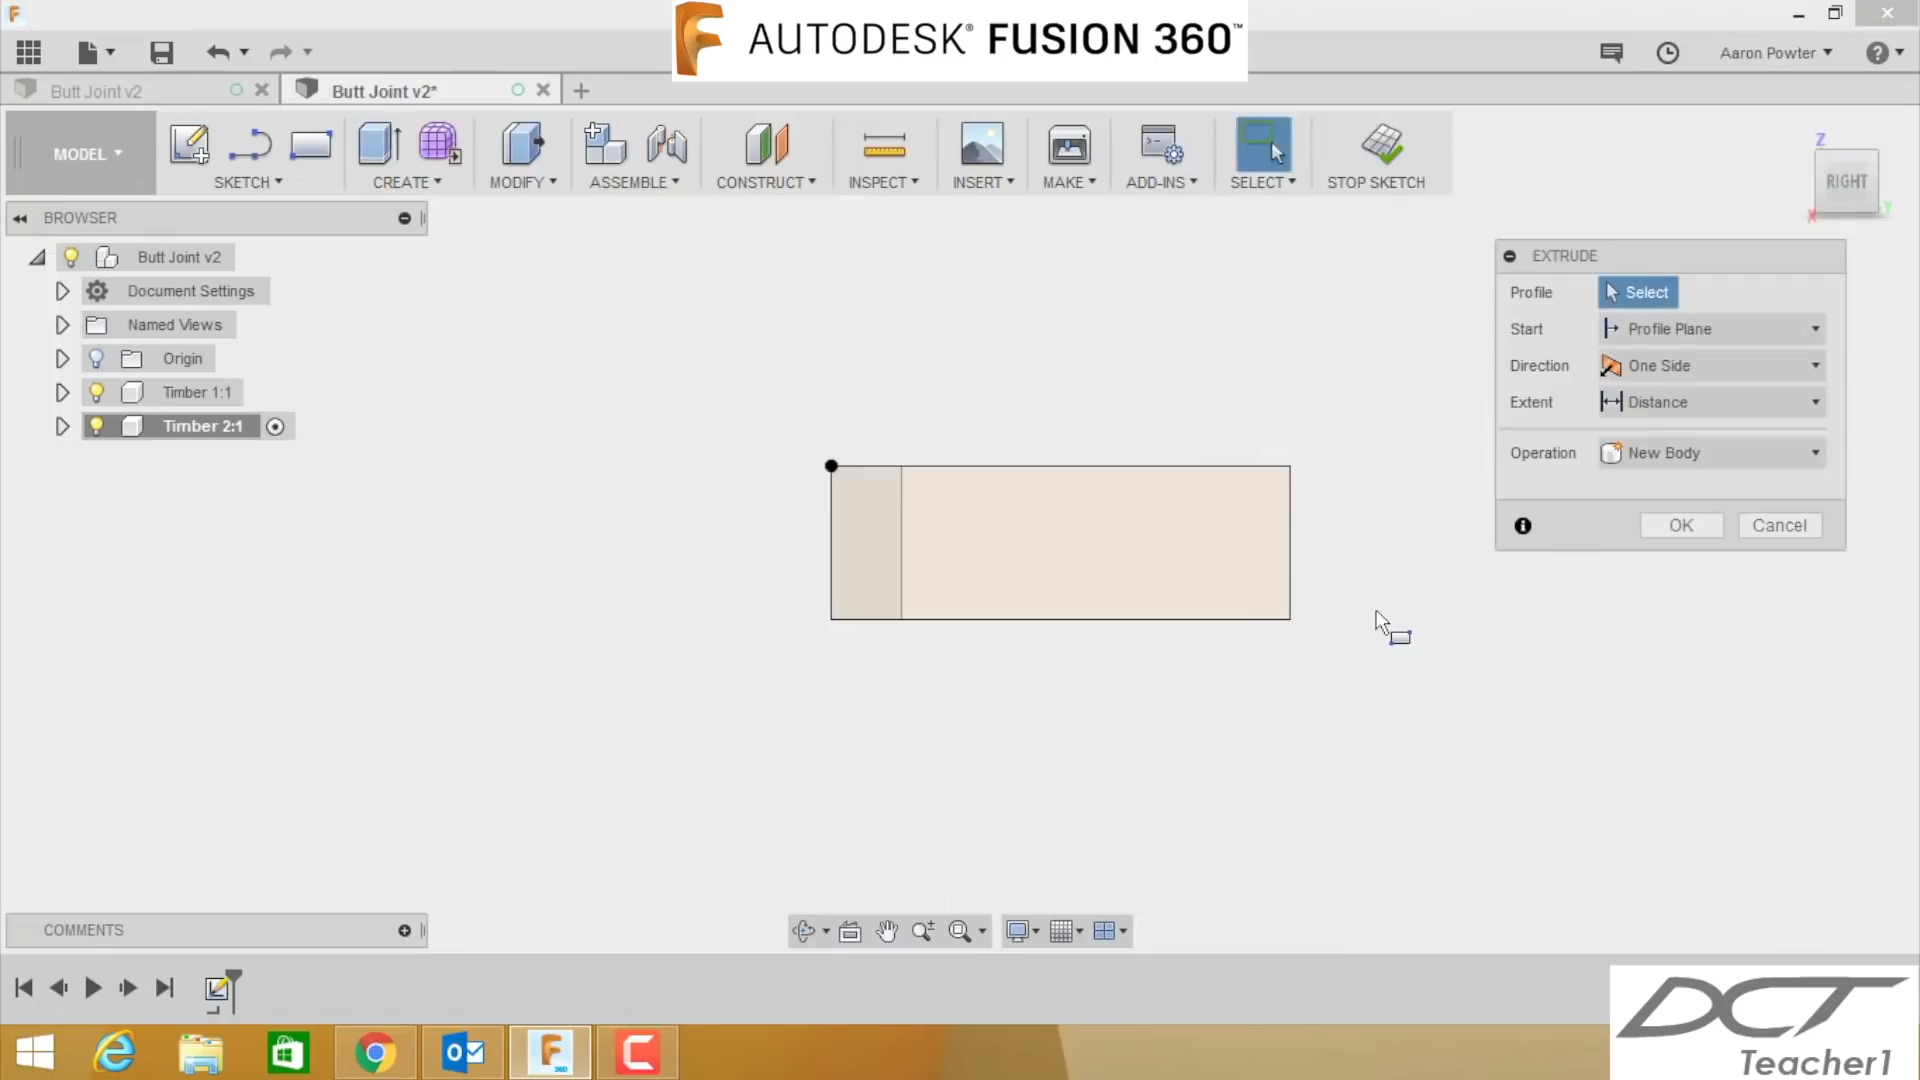 AUTODESK® FUSION 360™
Aaron Powter
Butt Joint v2
Butt Joint v2*
MODEL
SKETCH
CREATE
MODIFY
ASSEMBLE
CONSTRUCT
INSPECT
INSERT
MAKE
ADD-INS
SELECT
STOP SKETCH
Z
RIGHT
X
Y
BROWSER
Butt Joint v2
Document Settings
Named Views
Origin
Timber 1:1
Timber 2:1
EXTRUDE
Profile Select
Start Profile Plane
Direction One Side
Extent Distance
Operation New Body
OK Cancel
COMMENTS
DCT
Teacher1